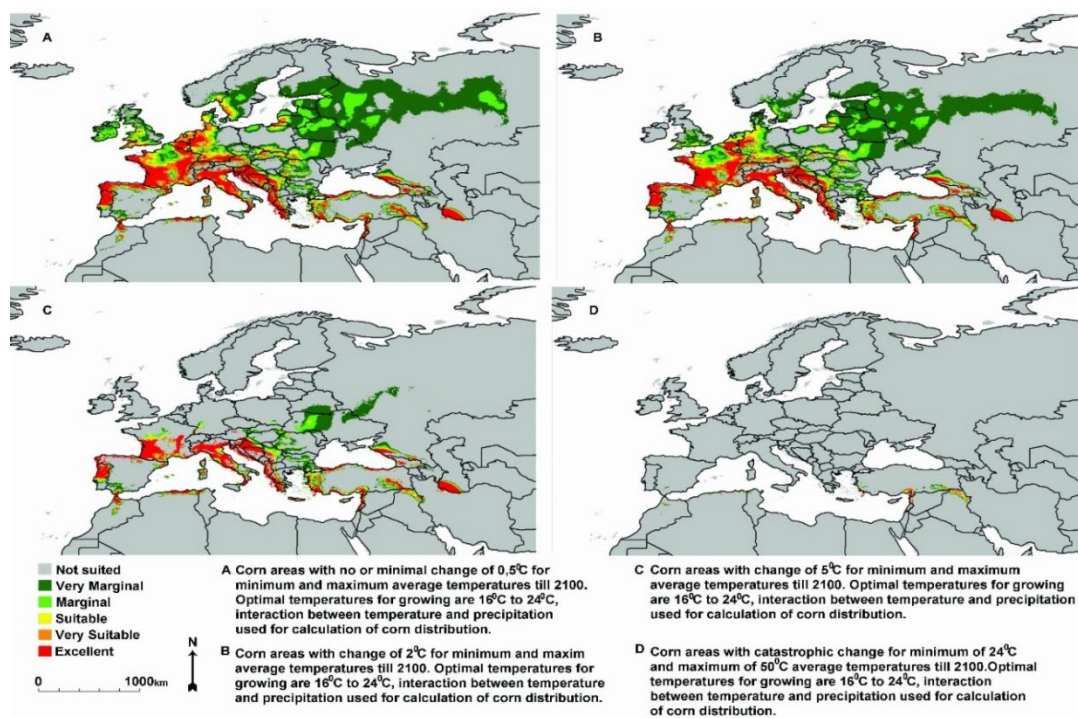 A
B
C
D
Not suited
Very Marginal
Marginal
Suitable
Very Suitable
Excellent
N
0
1000km
A Corn areas with no or minimal change of 0,5⁰C for
minimum and maximum average temperatures till 2100.
Optimal temperatures for growing are 16⁰C to 24⁰C,
interaction between temperature and precipitation
used for calculation of corn distribution.
B Corn areas with change of 2⁰C for minimum and maxim
average temperatures till 2100. Optimal temperatures for
growing are 16⁰C to 24⁰C, interaction between temperature
and precipitation used for calculation of corn distribution.
C Corn areas with change of 5⁰C for minimum and maximum
average temperatures till 2100. Optimal temperatures for growing
are 16⁰C to 24⁰C, interaction between temperature and precipitation
used for calculation of corn distribution.
D Corn areas with catastrophic change for minimum of 24⁰C
and maximum of 50⁰C average temperatures till 2100.Optimal
temperatures for growing are 16⁰C to 24⁰C, interaction
between temperature and precipitation used for calculation
of corn distribution.